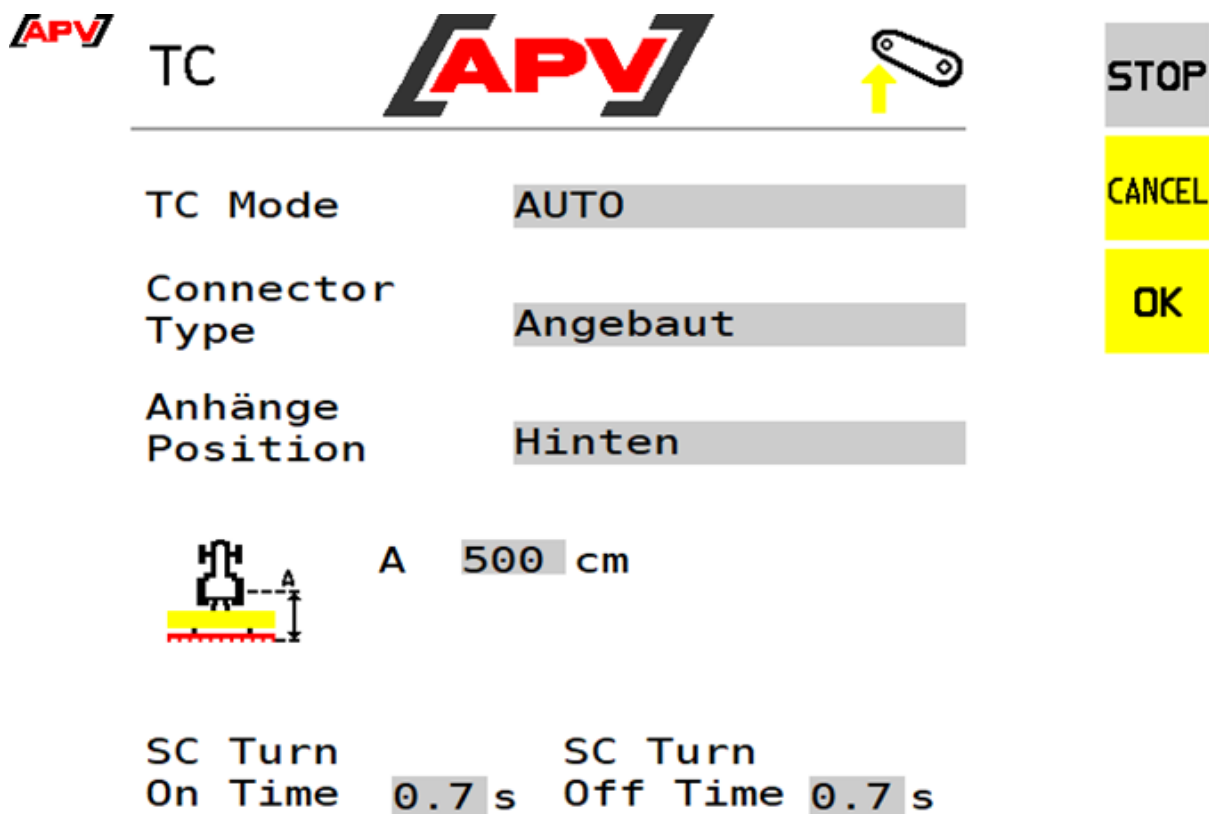 APV
TC
APV
STOP
TC Mode AUTO
CANCEL
Connector
Type Angebaut
OK
Anhänge
Position Hinten
A 500 cm
A
SC Turn SC Turn
On Time 0.7 s Off Time 0.7 s